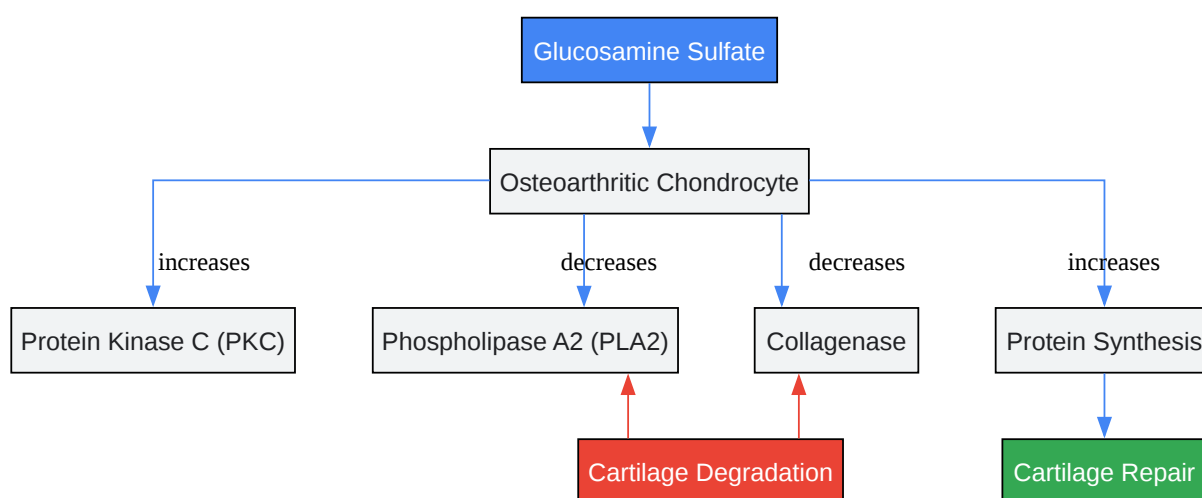 Glucosamine Sulfate
Osteoarthritic Chondrocyte
increases
decreases
decreases
increases
Protein Kinase C (PKC)
Phospholipase A2 (PLA2)
Collagenase
Protein Synthesis
Cartilage Degradation
Cartilage Repair